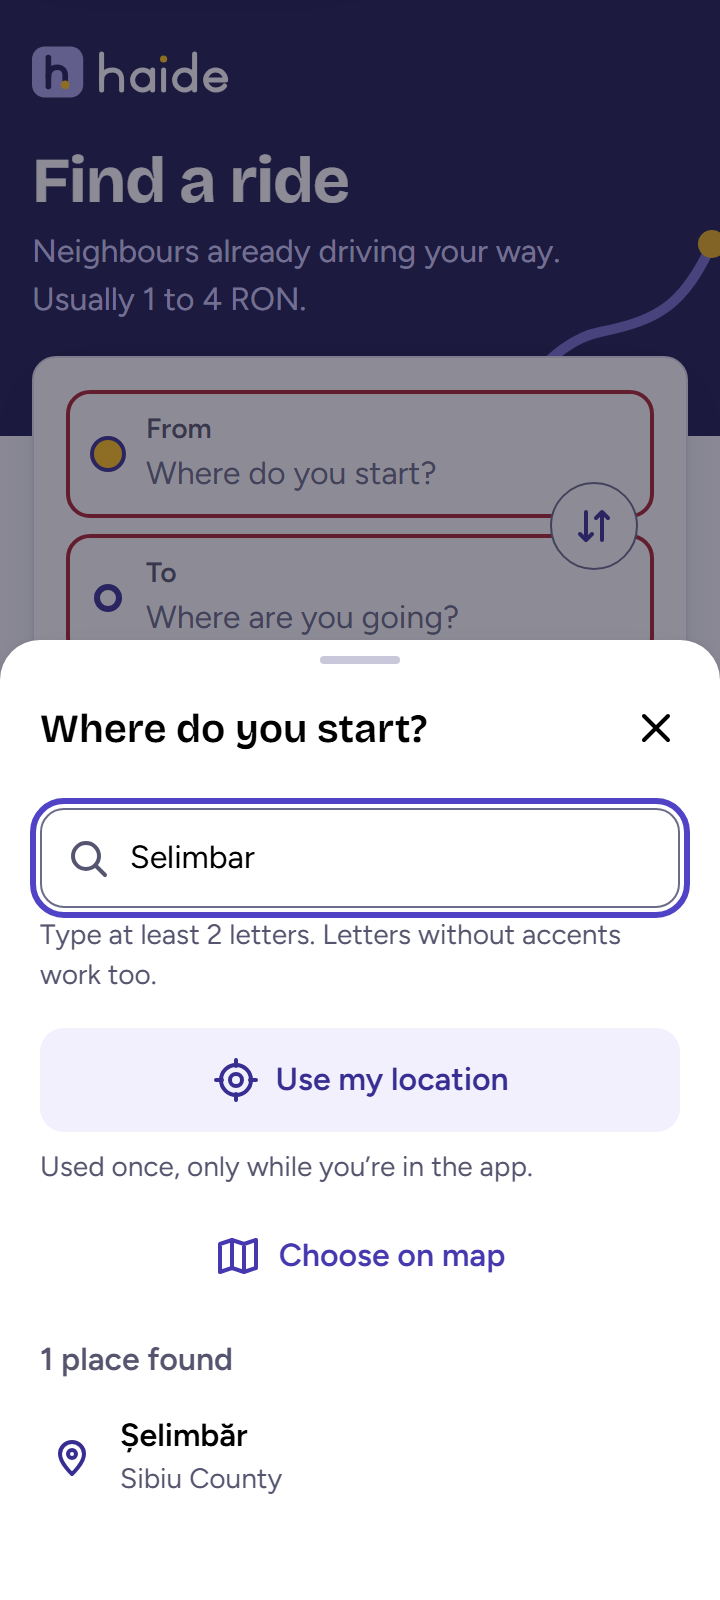 h.
haide
Find a ride
Neighbours already driving your way.
Usually 1 to 4 RON.
From
Where do you start?
To
Where are you going?
Where do you start?
Selimbar
Type at least 2 letters. Letters without accents
work too.
Use my location
Used once, only while you’re in the app.
Choose on map
1 place found
Șelimbăr
Sibiu County